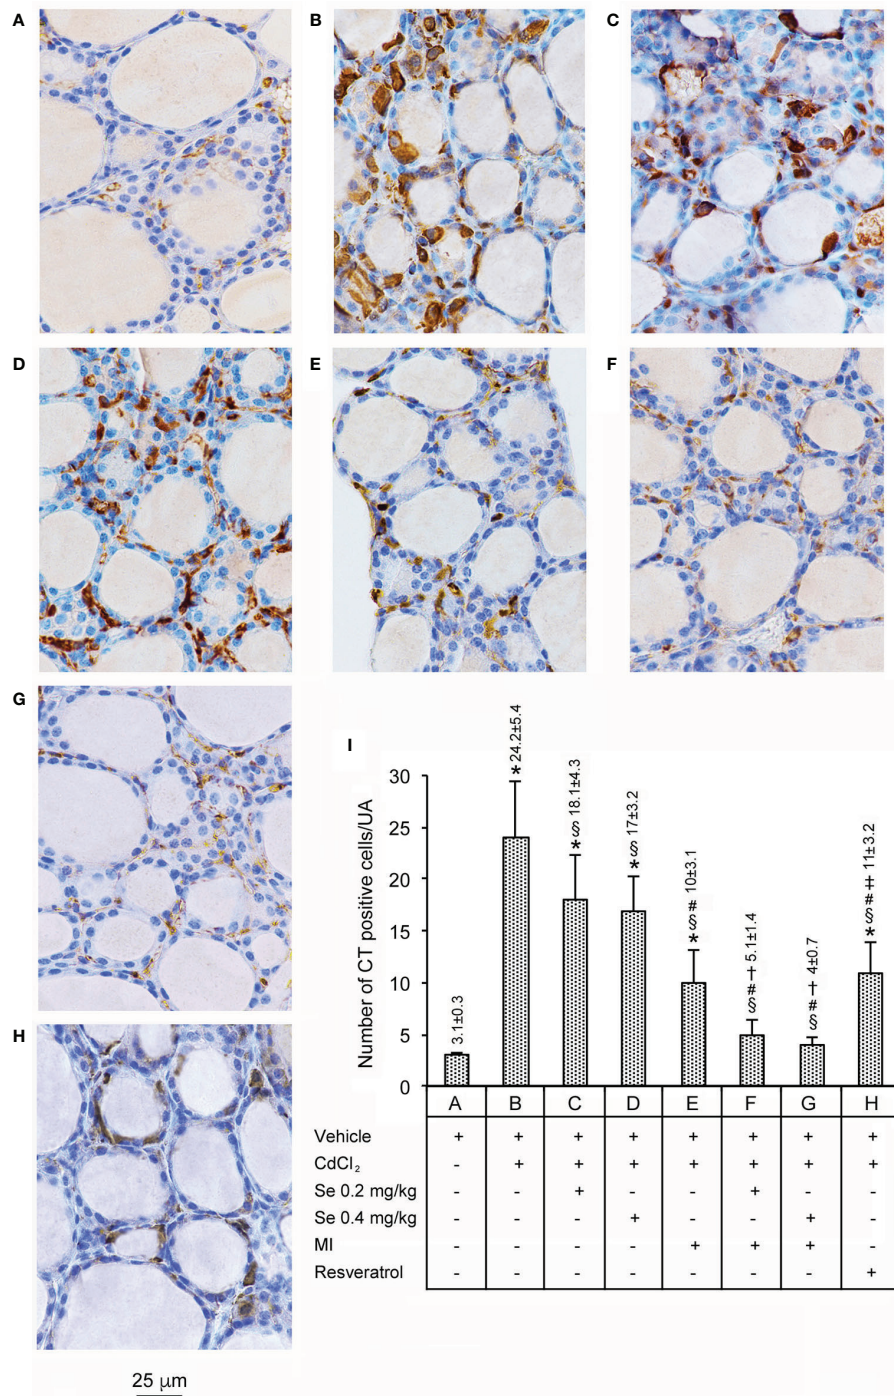 A
B
C
D
E
F
G
H
25 μm
I
Number of CT positive cells/UA
30
25
20
15
10
5
0
3.1±0.3
* 24.2±5.4
*§ 18.1±4.3
*§ 17±3.2
*§# 10±3.1
§#† 5.1±1.4
§#† 4±0.7
*§#‡ 11±3.2
A B C D E F G H
Vehicle + + + + + + + +
CdCl₂ - + + + + + + +
Se 0.2 mg/kg - - + - - + - -
Se 0.4 mg/kg - - - + - - + -
MI - - - - + + + -
Resveratrol - - - - - - - +